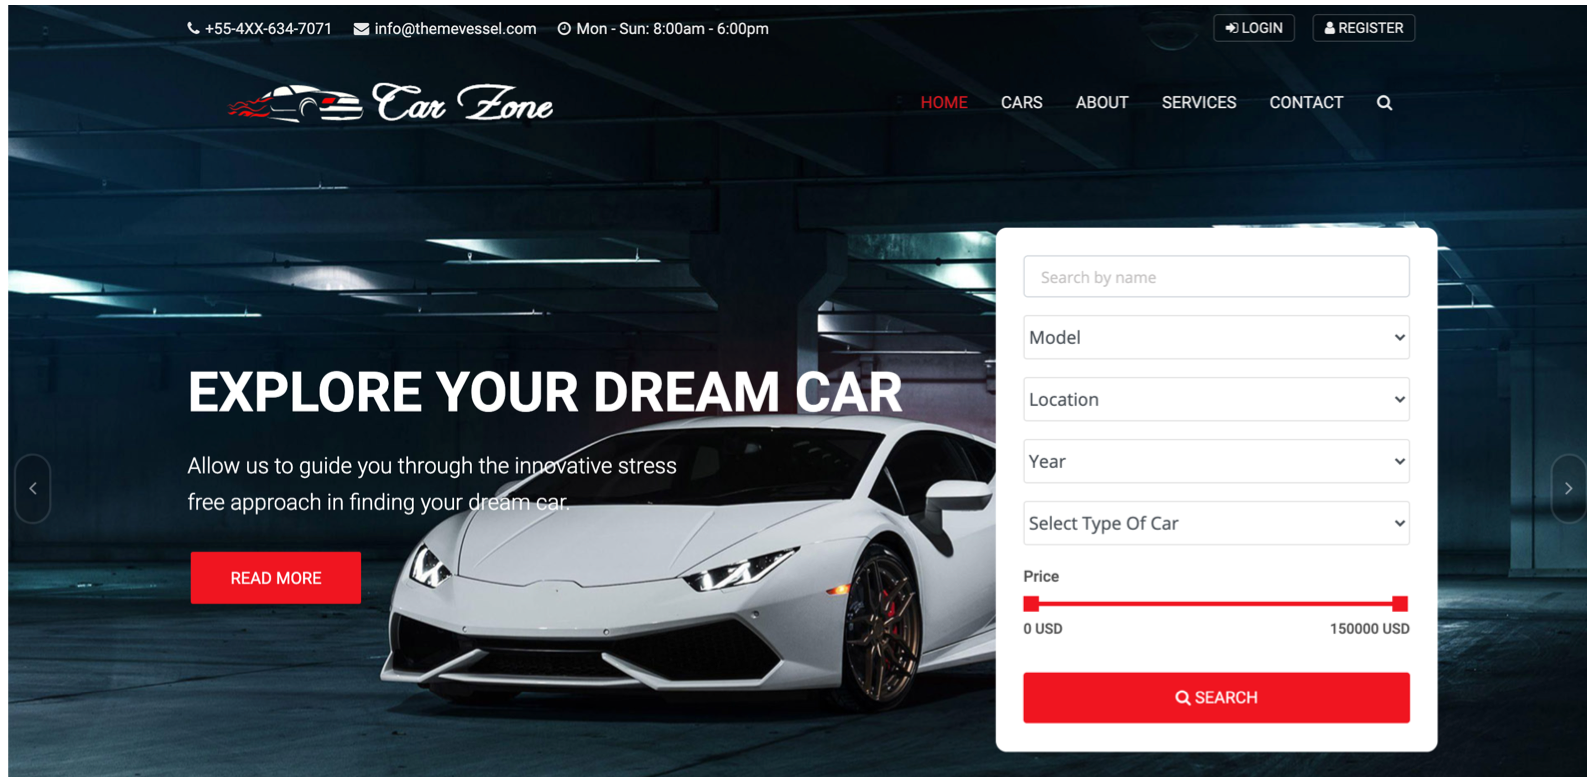 +55-4XX-634-7071 info@themevessel.com Mon - Sun: 8:00am - 6:00pm LOGIN REGISTER
Car Zone HOME CARS ABOUT SERVICES CONTACT
Search by name
Model
Location
Year
Select Type Of Car
Price
0 USD 150000 USD
SEARCH
EXPLORE YOUR DREAM CAR
Allow us to guide you through the innovative stress
free approach in finding your dream car.
READ MORE